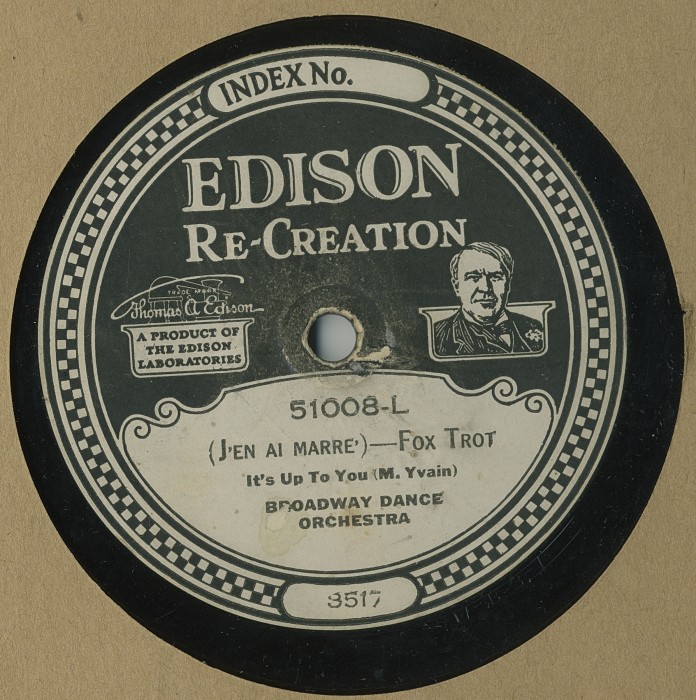 INDEX No.
EDISON
RE-CREATION
TRADE MARK
Thomas A Edison
A PRODUCT OF
THE EDISON
LABORATORIES
51008-L
(J'EN AI MARRE')—FOX TROT
It's Up To You (M. Yvain)
BROADWAY DANCE
ORCHESTRA
8517